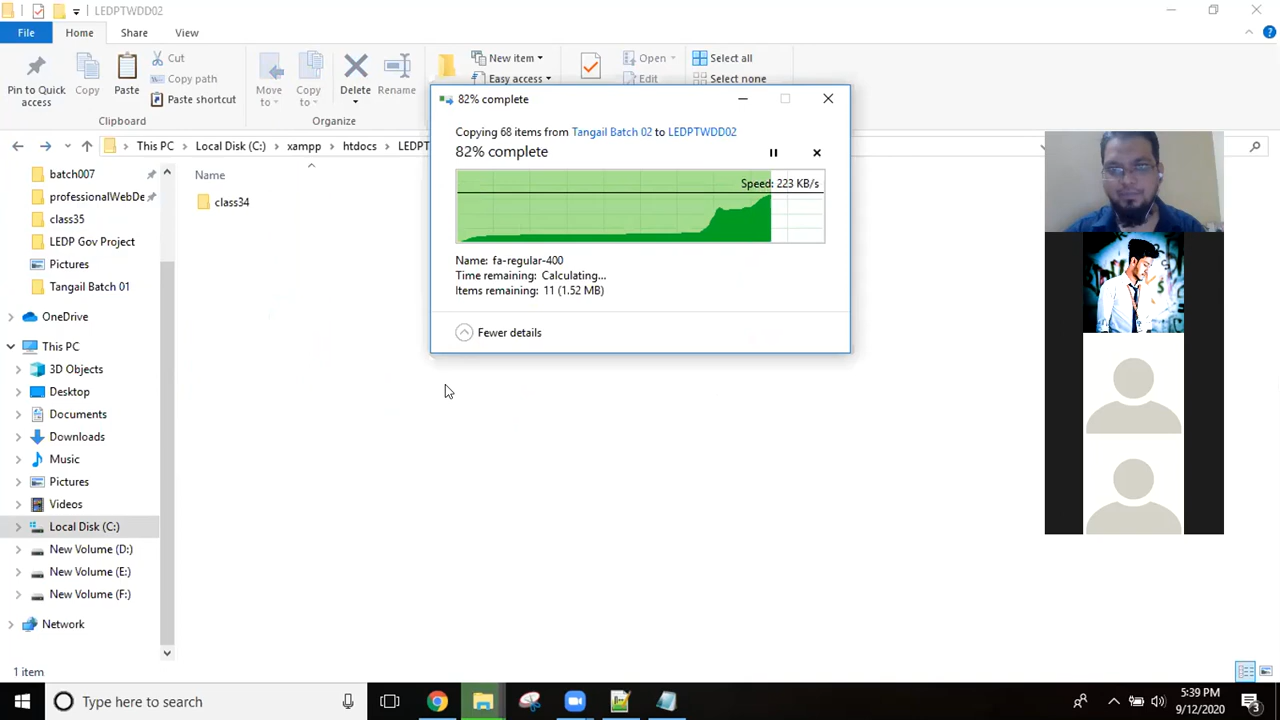 LEDPTWDD02
File
Home
Share
View
Pin to Quick access
Copy
Paste
Cut
Copy path
Paste shortcut
Clipboard
Move to
Copy to
Delete
Rename
Organize
New item
Easy access
Open
Edit
Select all
Select none
This PC
Local Disk (C:)
xampp
htdocs
LEDPT
82% complete
Copying 68 items from Tangail Batch 02 to LEDPTWDD02
82% complete
Speed: 223 KB/s
Name: fa-regular-400
Time remaining: Calculating...
Items remaining: 11 (1.52 MB)
Fewer details
Name
class34
batch007
professionalWebDe
class35
LEDP Gov Project
Pictures
Tangail Batch 01
OneDrive
This PC
3D Objects
Desktop
Documents
Downloads
Music
Pictures
Videos
Local Disk (C:)
New Volume (D:)
New Volume (E:)
New Volume (F:)
Network
1 item
Type here to search
5:39 PM
9/12/2020
3